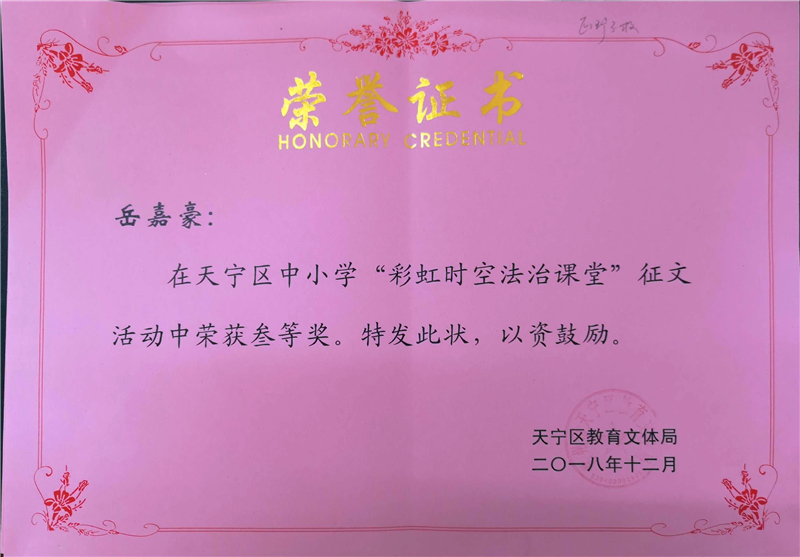 荣誉证书
HONORARY CREDENTIAL
岳嘉豪：
在天宁区中小学“彩虹时空法治课堂”征文
活动中荣获叁等奖。特发此状，以资鼓励。
天宁区教育文体局
二〇一八年十二月